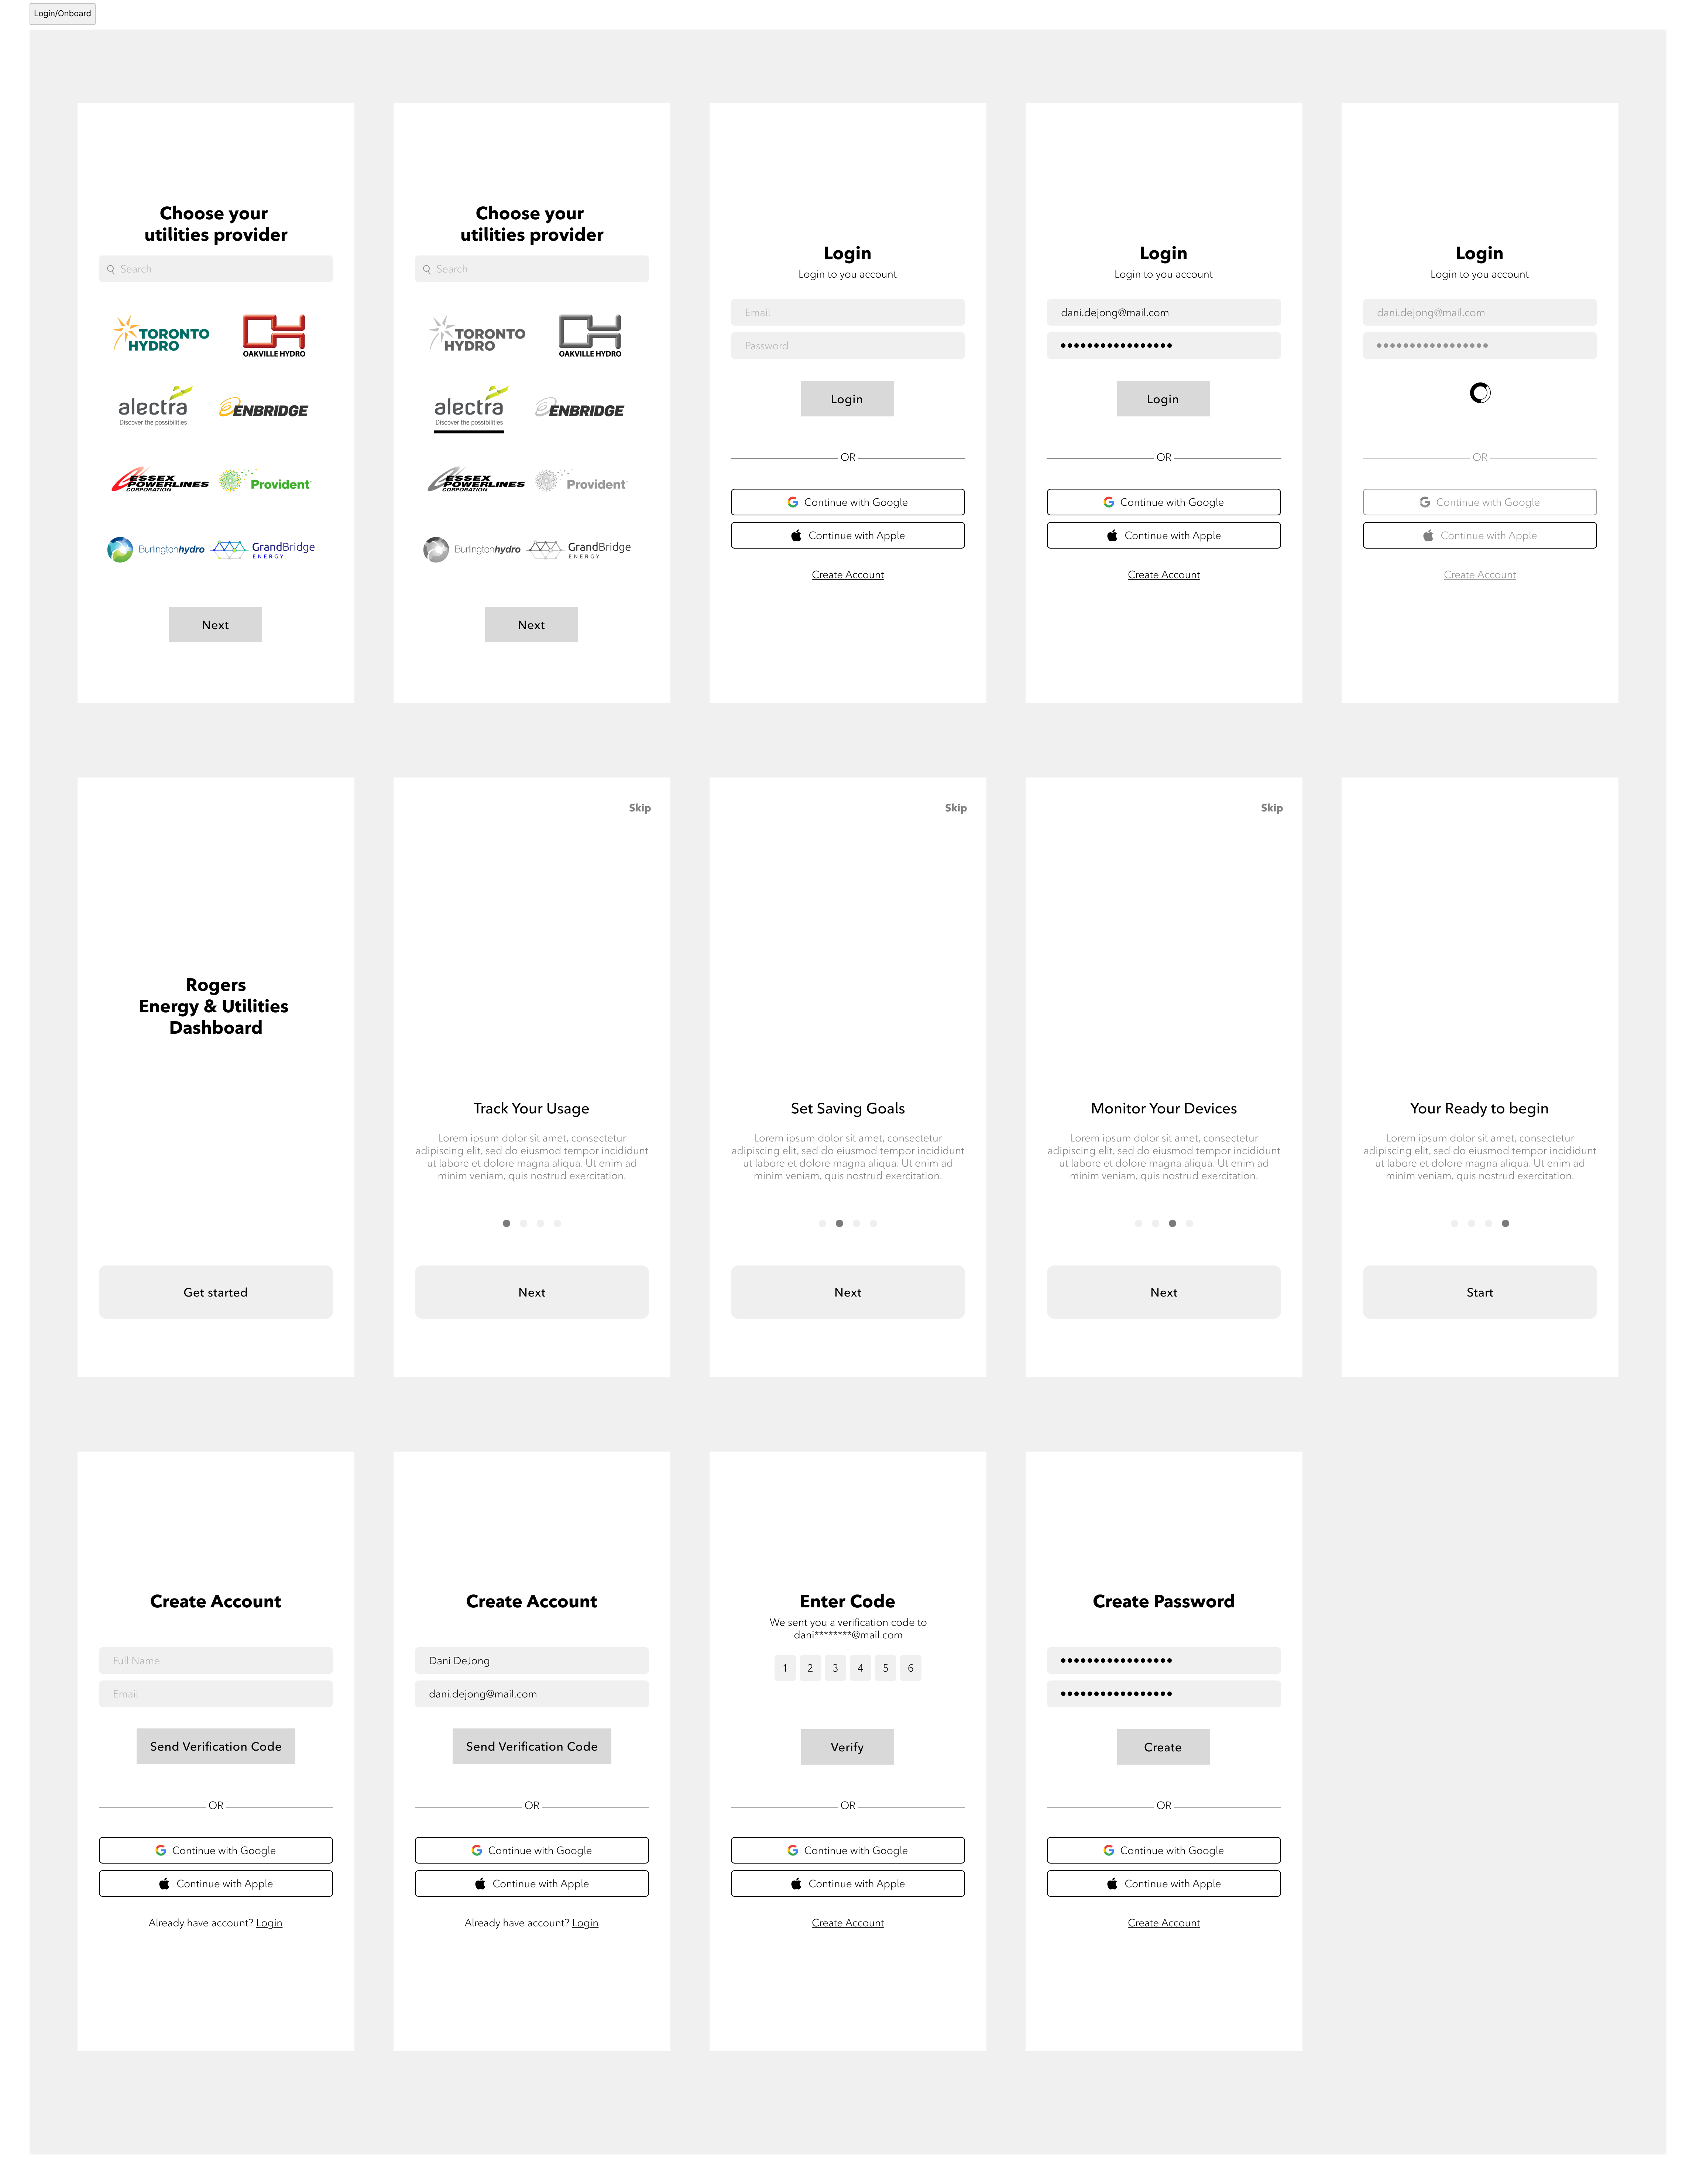 Login/Onboard
Choose your
utilities provider
Search
TORONTO
HYDRO
OAKVILLE HYDRO
alectra
Discover the possibilities
ENBRIDGE
ESSEX
POWERLINES
CORPORATION
Provident
Burlingtonhydro
GrandBridge
ENERGY
Next
Choose your
utilities provider
Search
TORONTO
HYDRO
OAKVILLE HYDRO
alectra
Discover the possibilities
ENBRIDGE
ESSEX
POWERLINES
CORPORATION
Provident
Burlingtonhydro
GrandBridge
ENERGY
Next
Login
Login to you account
Email
Password
Login
OR
Continue with Google
Continue with Apple
Create Account
Login
Login to you account
dani.dejong@mail.com
Login
OR
Continue with Google
Continue with Apple
Create Account
Login
Login to you account
dani.dejong@mail.com
OR
Continue with Google
Continue with Apple
Create Account
Rogers
Energy & Utilities
Dashboard
Get started
Skip
Track Your Usage
Lorem ipsum dolor sit amet, consectetur
adipiscing elit, sed do eiusmod tempor incididunt
ut labore et dolore magna aliqua. Ut enim ad
minim veniam, quis nostrud exercitation.
Next
Skip
Set Saving Goals
Lorem ipsum dolor sit amet, consectetur
adipiscing elit, sed do eiusmod tempor incididunt
ut labore et dolore magna aliqua. Ut enim ad
minim veniam, quis nostrud exercitation.
Next
Skip
Monitor Your Devices
Lorem ipsum dolor sit amet, consectetur
adipiscing elit, sed do eiusmod tempor incididunt
ut labore et dolore magna aliqua. Ut enim ad
minim veniam, quis nostrud exercitation.
Next
Your Ready to begin
Lorem ipsum dolor sit amet, consectetur
adipiscing elit, sed do eiusmod tempor incididunt
ut labore et dolore magna aliqua. Ut enim ad
minim veniam, quis nostrud exercitation.
Start
Create Account
Full Name
Email
Send Verification Code
OR
Continue with Google
Continue with Apple
Already have account? Login
Create Account
Dani DeJong
dani.dejong@mail.com
Send Verification Code
OR
Continue with Google
Continue with Apple
Already have account? Login
Enter Code
We sent you a verification code to
dani********@mail.com
1 2 3 4 5 6
Verify
OR
Continue with Google
Continue with Apple
Create Account
Create Password
Create
OR
Continue with Google
Continue with Apple
Create Account